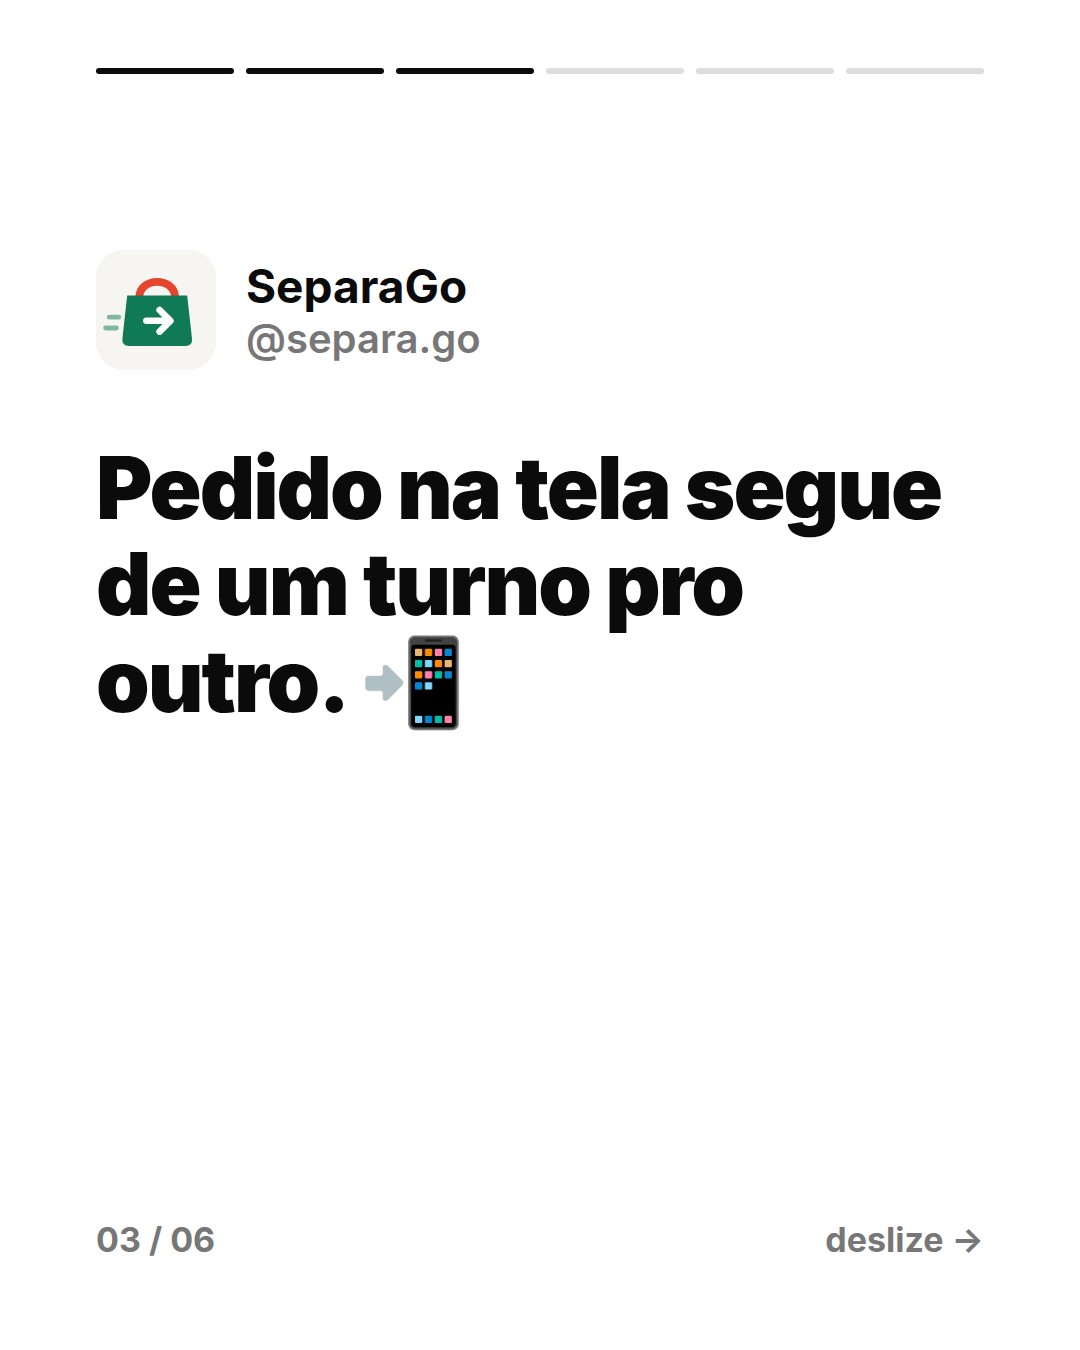 SeparaGo
@separa.go
Pedido na tela segue
de um turno pro
outro. 📲
03 / 06
deslize →